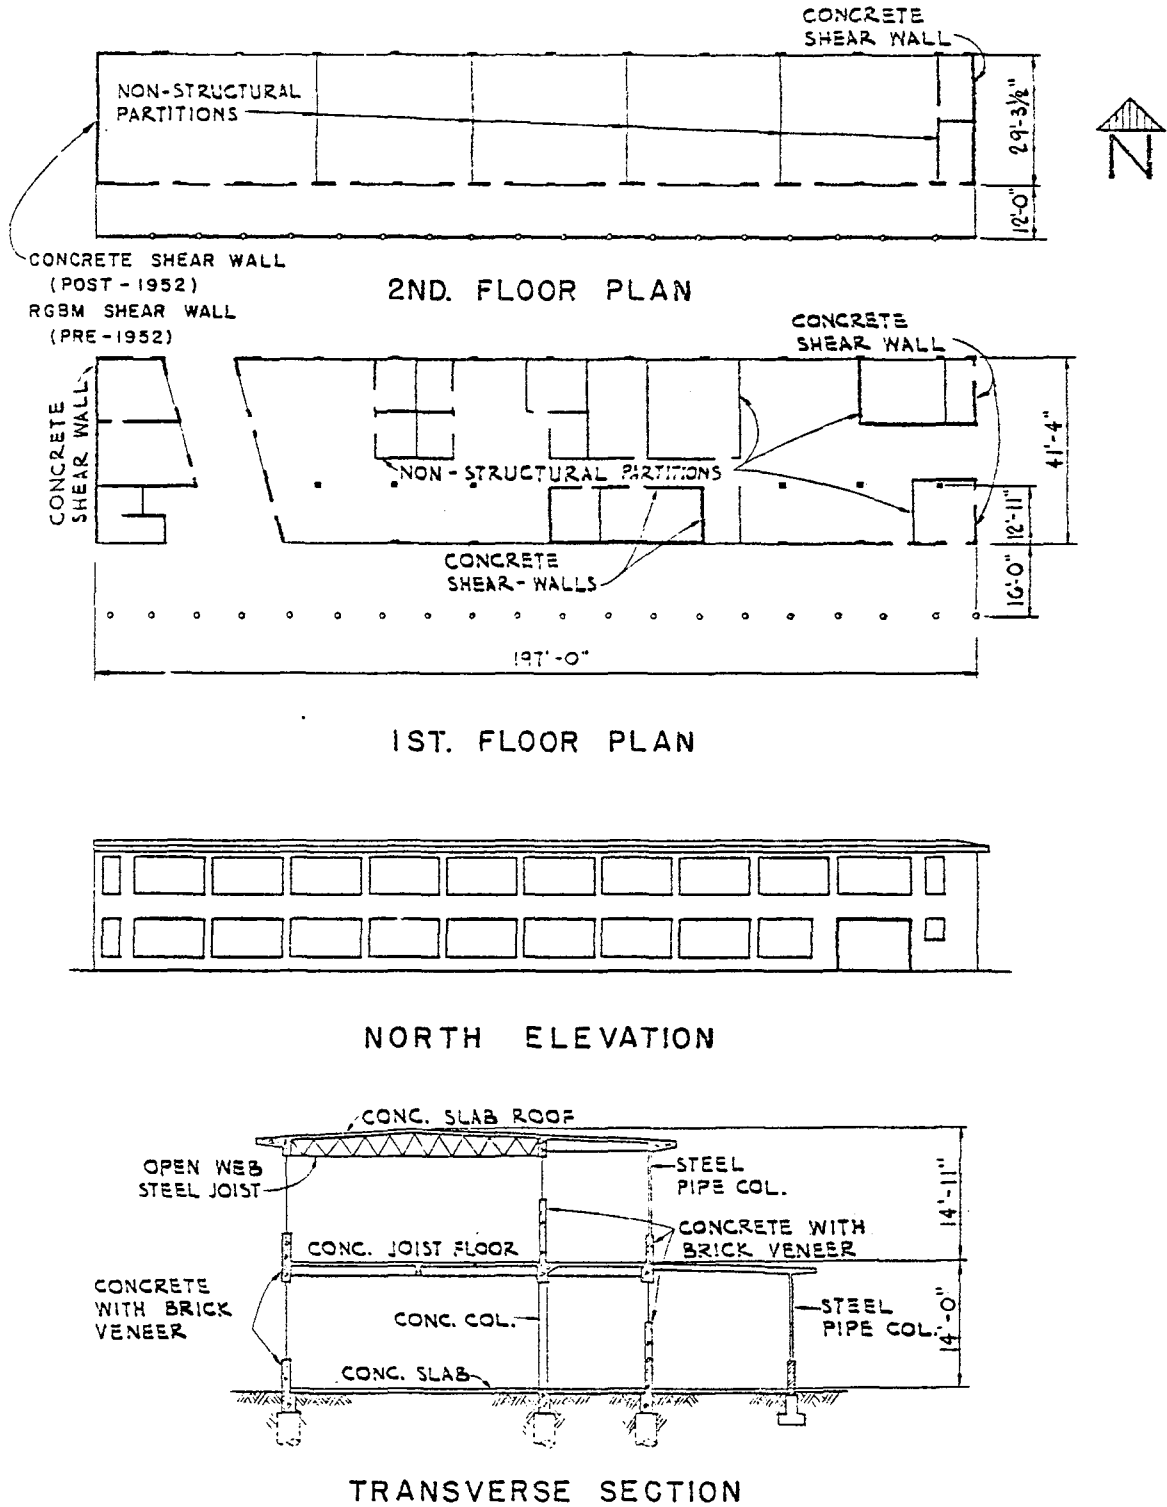 CONCRETE
SHEAR WALL
NON-STRUCTURAL
PARTITIONS
29'-3½"
12'-0"
N
CONCRETE SHEAR WALL
(POST-1952)
RGBM SHEAR WALL
(PRE-1952)
2ND. FLOOR PLAN
CONCRETE
SHEAR WALL
CONCRETE
SHEAR WALL
NON-STRUCTURAL PARTITIONS
41'-4"
12'-11"
16'-0"
CONCRETE
SHEAR-WALLS
197'-0"
1ST. FLOOR PLAN
NORTH ELEVATION
CONC. SLAB ROOF
OPEN WEB
STEEL JOIST
STEEL
PIPE COL.
14'-11"
CONC. JOIST FLOOR
CONCRETE WITH
BRICK VENEER
CONCRETE
WITH BRICK
VENEER
CONC. COL.
STEEL
PIPE COL.
14'-0"
CONC. SLAB
TRANSVERSE SECTION